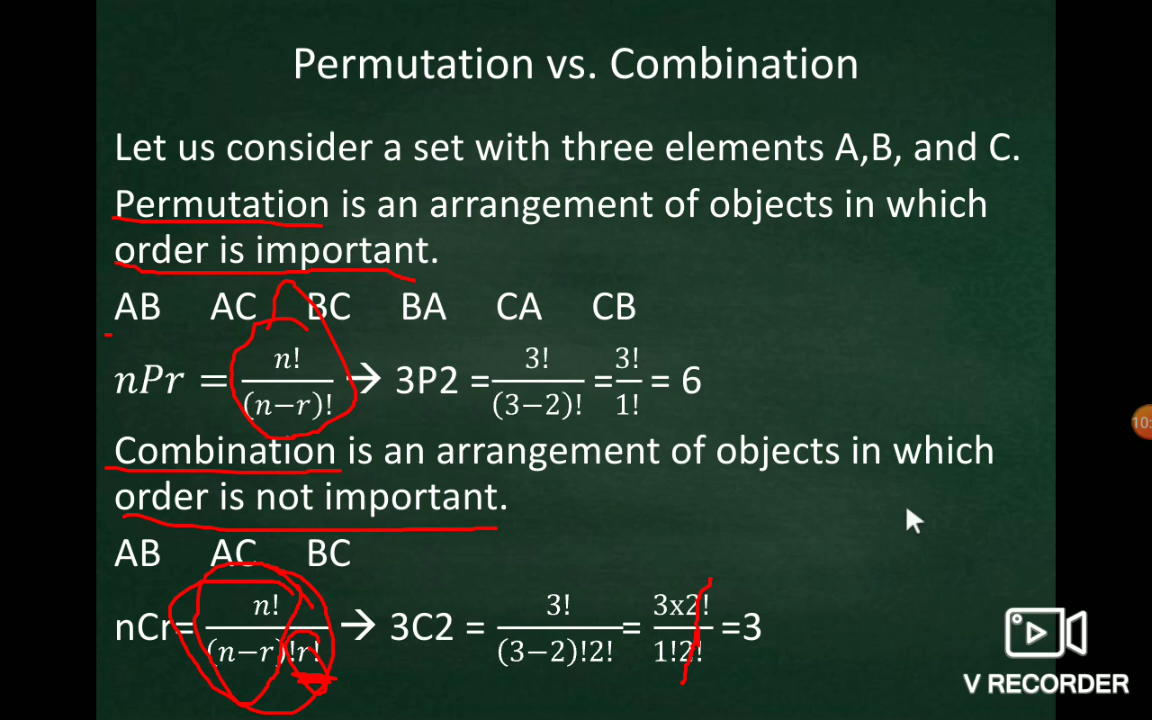 Permutation vs. Combination
Let us consider a set with three elements A,B, and C.
Permutation is an arrangement of objects in which
order is important.
AB AC BC BA CA CB
nPr = n!/(n−r)! → 3P2 = 3!/(3−2)! = 3!/1! = 6
Combination is an arrangement of objects in which
order is not important.
AB AC BC
nCr= n!/(n−r)!r! → 3C2 = 3!/(3−2)!2! = 3x2!/1!2! =3
10:
V RECORDER